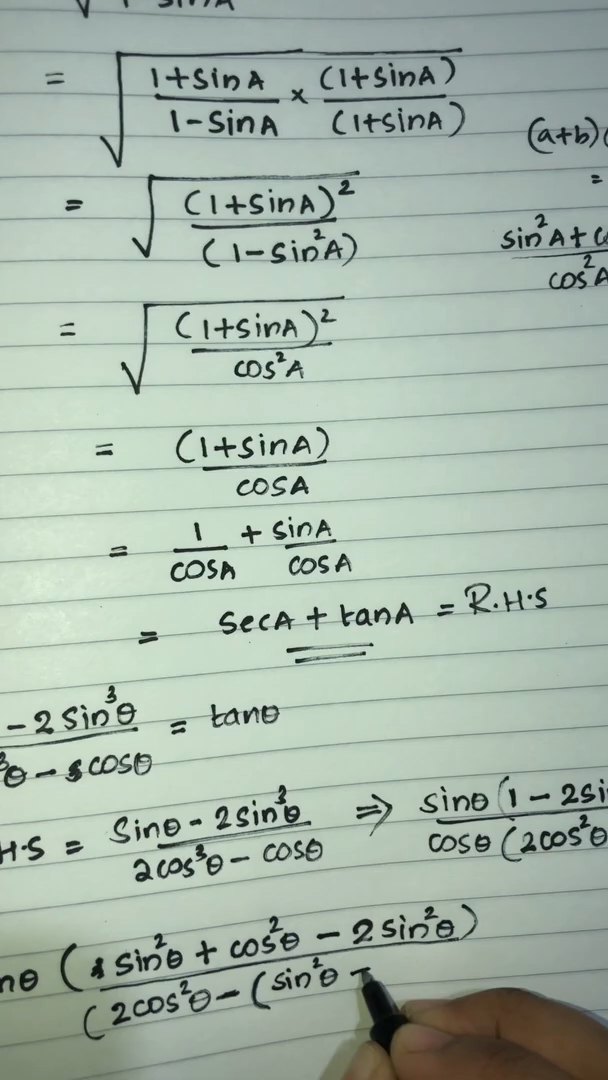 = √((1+sinA)/(1-sinA) × (1+sinA)/(1+sinA))
(a+b)(
= √((1+sinA)²/(1-sin²A))
=
sin²A + c
cos²A
= √((1+sinA)²/cos²A)
= (1+sinA)/cosA
= 1/cosA + sinA/cosA
= secA + tanA = R.H.S
- 2sin³θ
θ - cosθ
= tanθ
H.S = (sinθ - 2sin³θ)/(2cos³θ - cosθ) ⇒ sinθ(1 - 2si
cosθ(2cos²θ
nθ (sin²θ + cos²θ - 2sin²θ)
(2cos²θ - (sin²θ